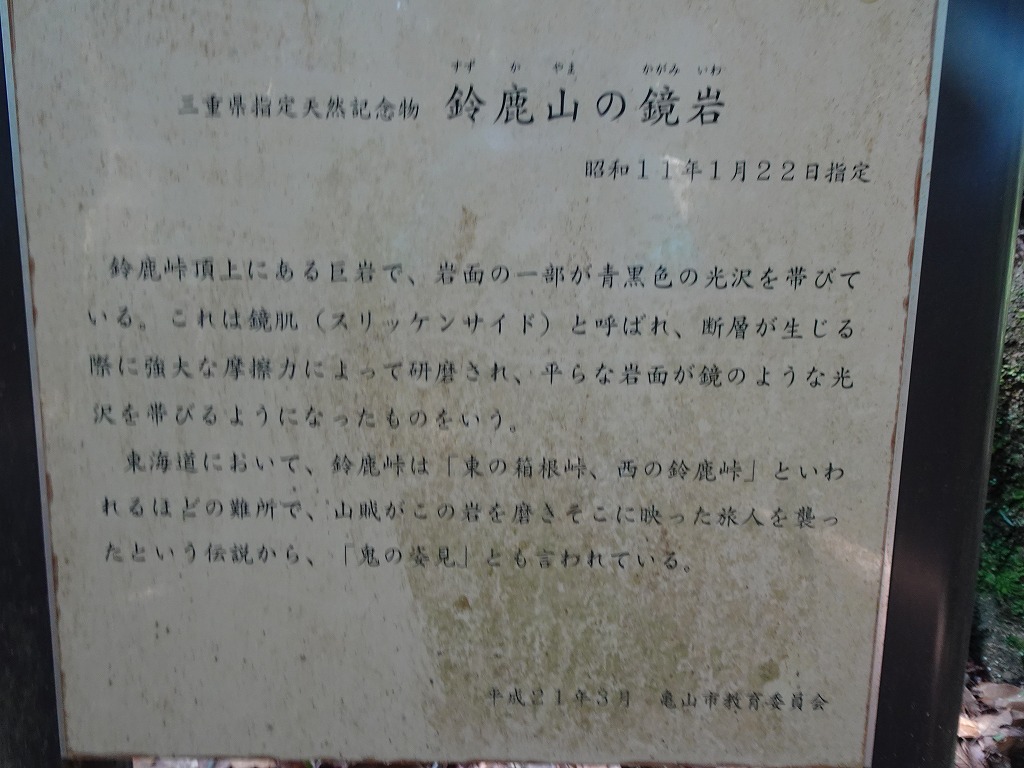 すず か やま かがみ いわ
三重県指定天然記念物 鈴鹿山の鏡岩
昭和11年1月22日指定
鈴鹿峠頂上にある巨岩で、岩面の一部が青黒色の光沢を帯びて
いる。これは鏡肌(スリッケンサイド)と呼ばれ、断層が生じる
際に強大な摩擦力によって研磨され、平らな岩面が鏡のような光
沢を帯びるようになったものをいう。
東海道において、鈴鹿峠は「東の箱根峠、西の鈴鹿峠」といわ
れるほどの難所で、山賊がこの岩を磨きそこに映った旅人を襲っ
たという伝説から、「鬼の姿見」とも言われている。
平成21年3月 亀山市教育委員会